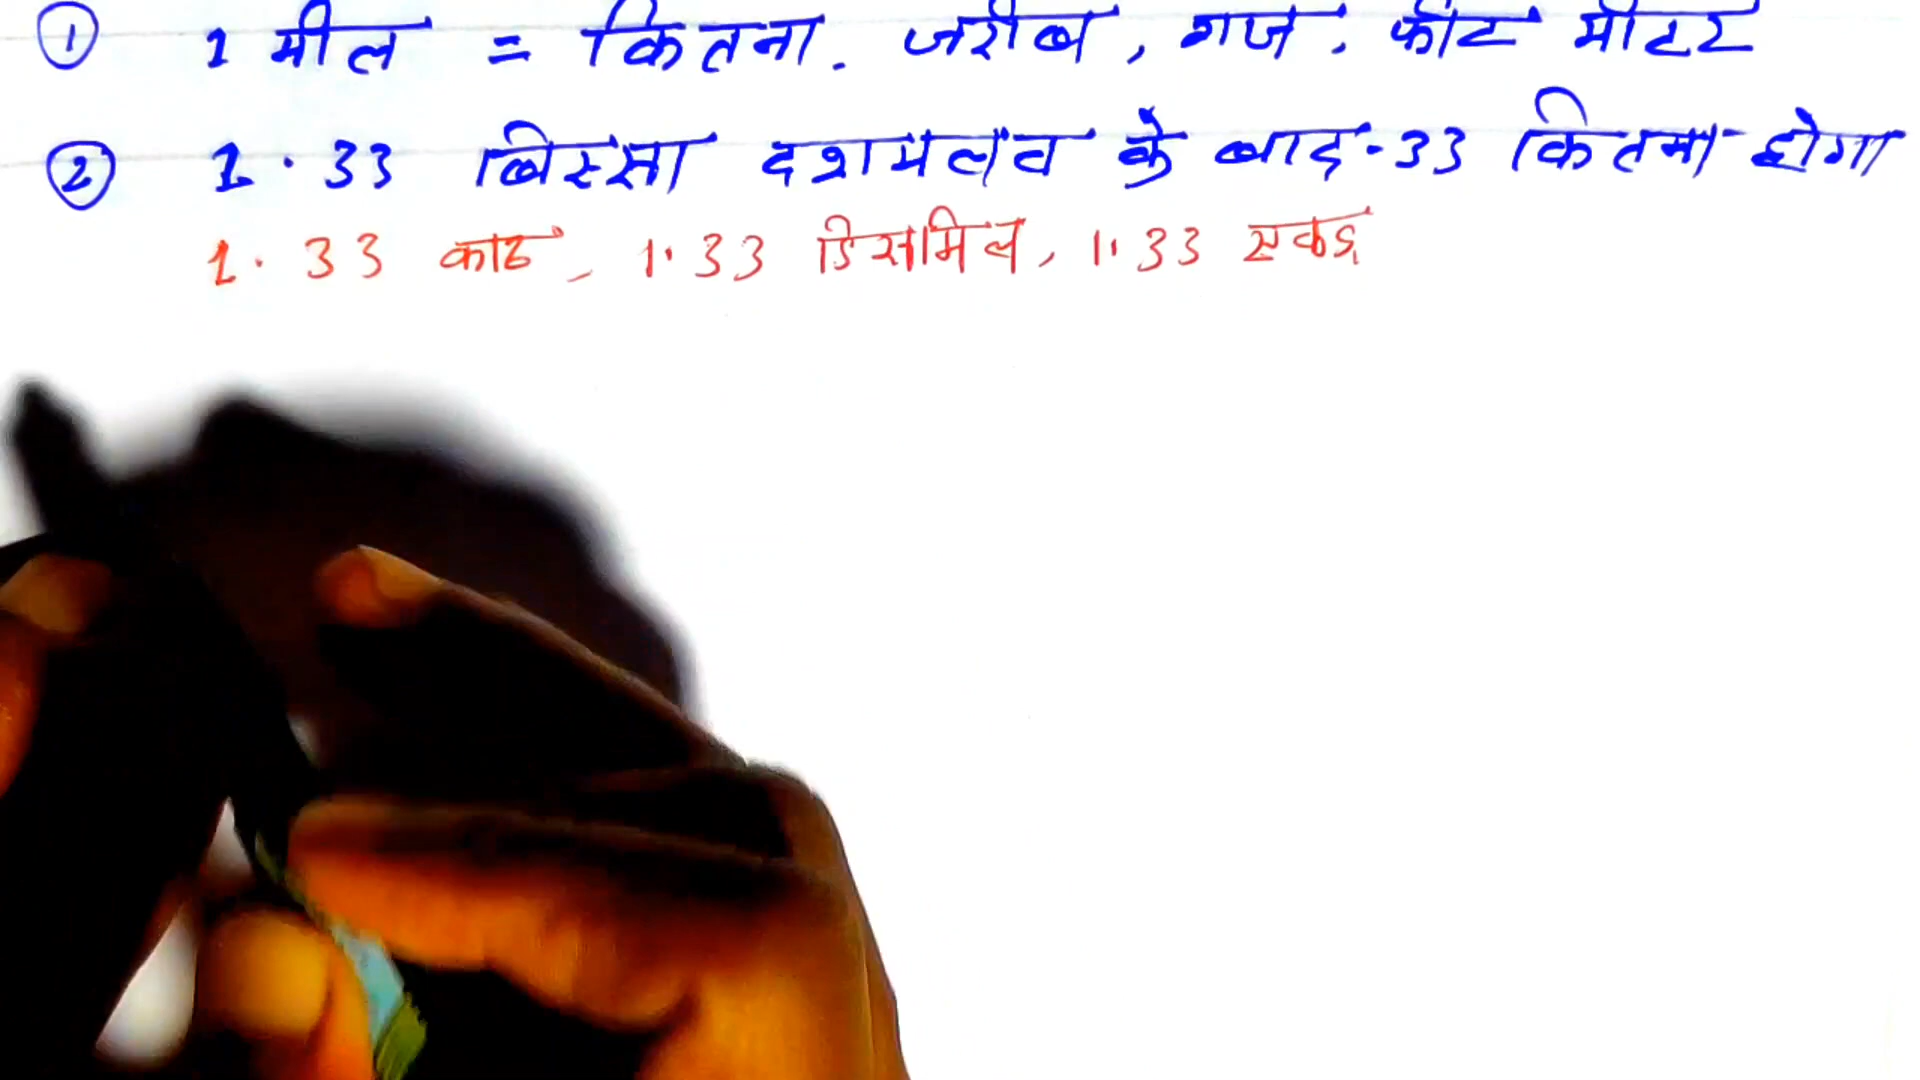 ① 1 मील = कितना. जरीब, गज, फीट मीटर
② 1.33 बिस्सा दशमलव के बाद .33 कितना होगा
1.33 काठ, 1.33 डिसमिल, 1.33 एकड़